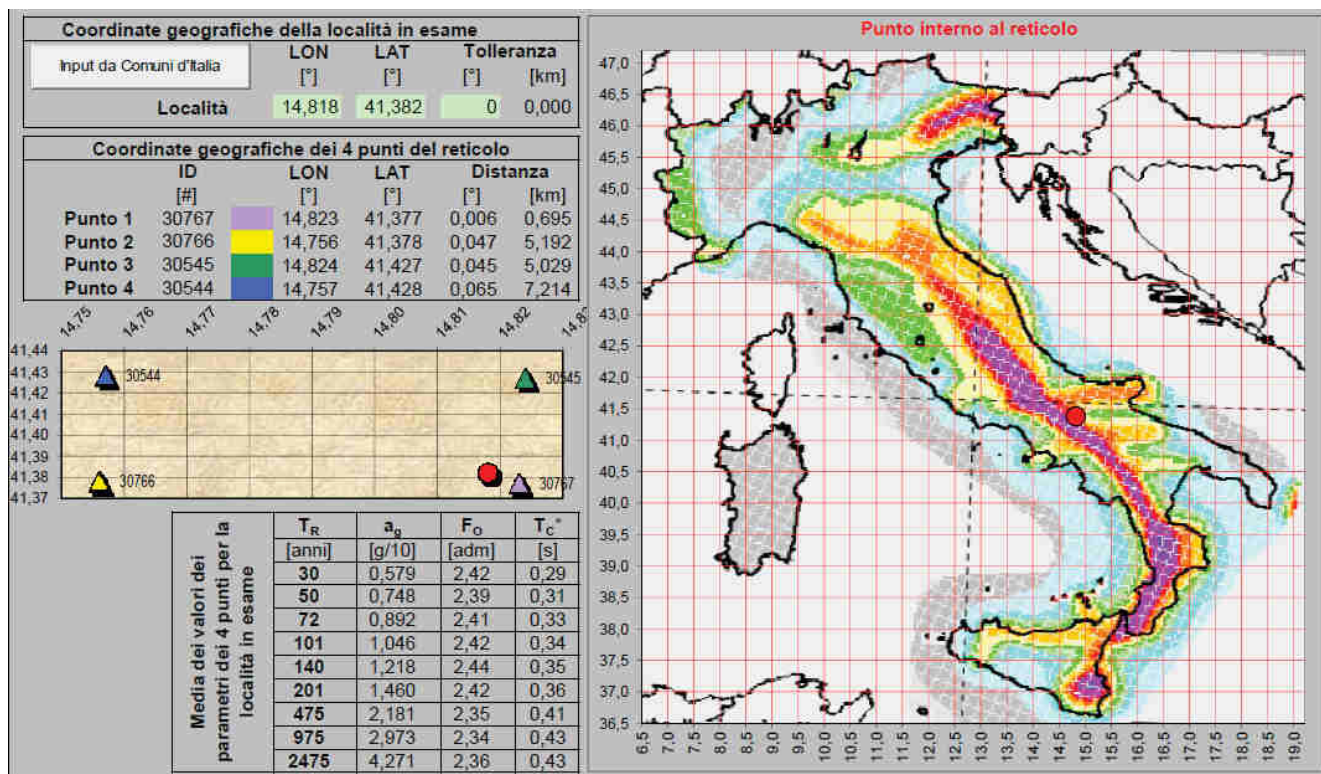 Coordinate geografiche della località in esame
Input da Comuni d'Italia
LON LAT Tolleranza
[°] [°] [°] [km]
Località 14,818 41,382 0 0,000
Coordinate geografiche dei 4 punti del reticolo
ID LON LAT Distanza
[#] [°] [°] [°] [km]
Punto 1 30767 14,823 41,377 0,006 0,695
Punto 2 30766 14,756 41,378 0,047 5,192
Punto 3 30545 14,824 41,427 0,045 5,029
Punto 4 30544 14,757 41,428 0,065 7,214
14,75 14,76 14,77 14,78 14,79 14,80 14,81 14,82
41,44
41,43
41,42
41,41
41,40
41,39
41,38
41,37
30544 30545
30766 30767
Media dei valori dei
parametri dei 4 punti per la
località in esame
TR ag FO TC*
[anni] [g/10] [adm] [s]
30 0,579 2,42 0,29
50 0,748 2,39 0,31
72 0,892 2,41 0,33
101 1,046 2,42 0,34
140 1,218 2,44 0,35
201 1,460 2,42 0,36
475 2,181 2,35 0,41
975 2,973 2,34 0,43
2475 4,271 2,36 0,43
Punto interno al reticolo
47,0
46,5
46,0
45,5
45,0
44,5
44,0
43,5
43,0
42,5
42,0
41,5
41,0
40,5
40,0
39,5
39,0
38,5
38,0
37,5
37,0
36,5
6,5 7,0 7,5 8,0 8,5 9,0 9,5 10,0 10,5 11,0 11,5 12,0 12,5 13,0 13,5 14,0 14,5 15,0 15,5 16,0 16,5 17,0 17,5 18,0 18,5 19,0